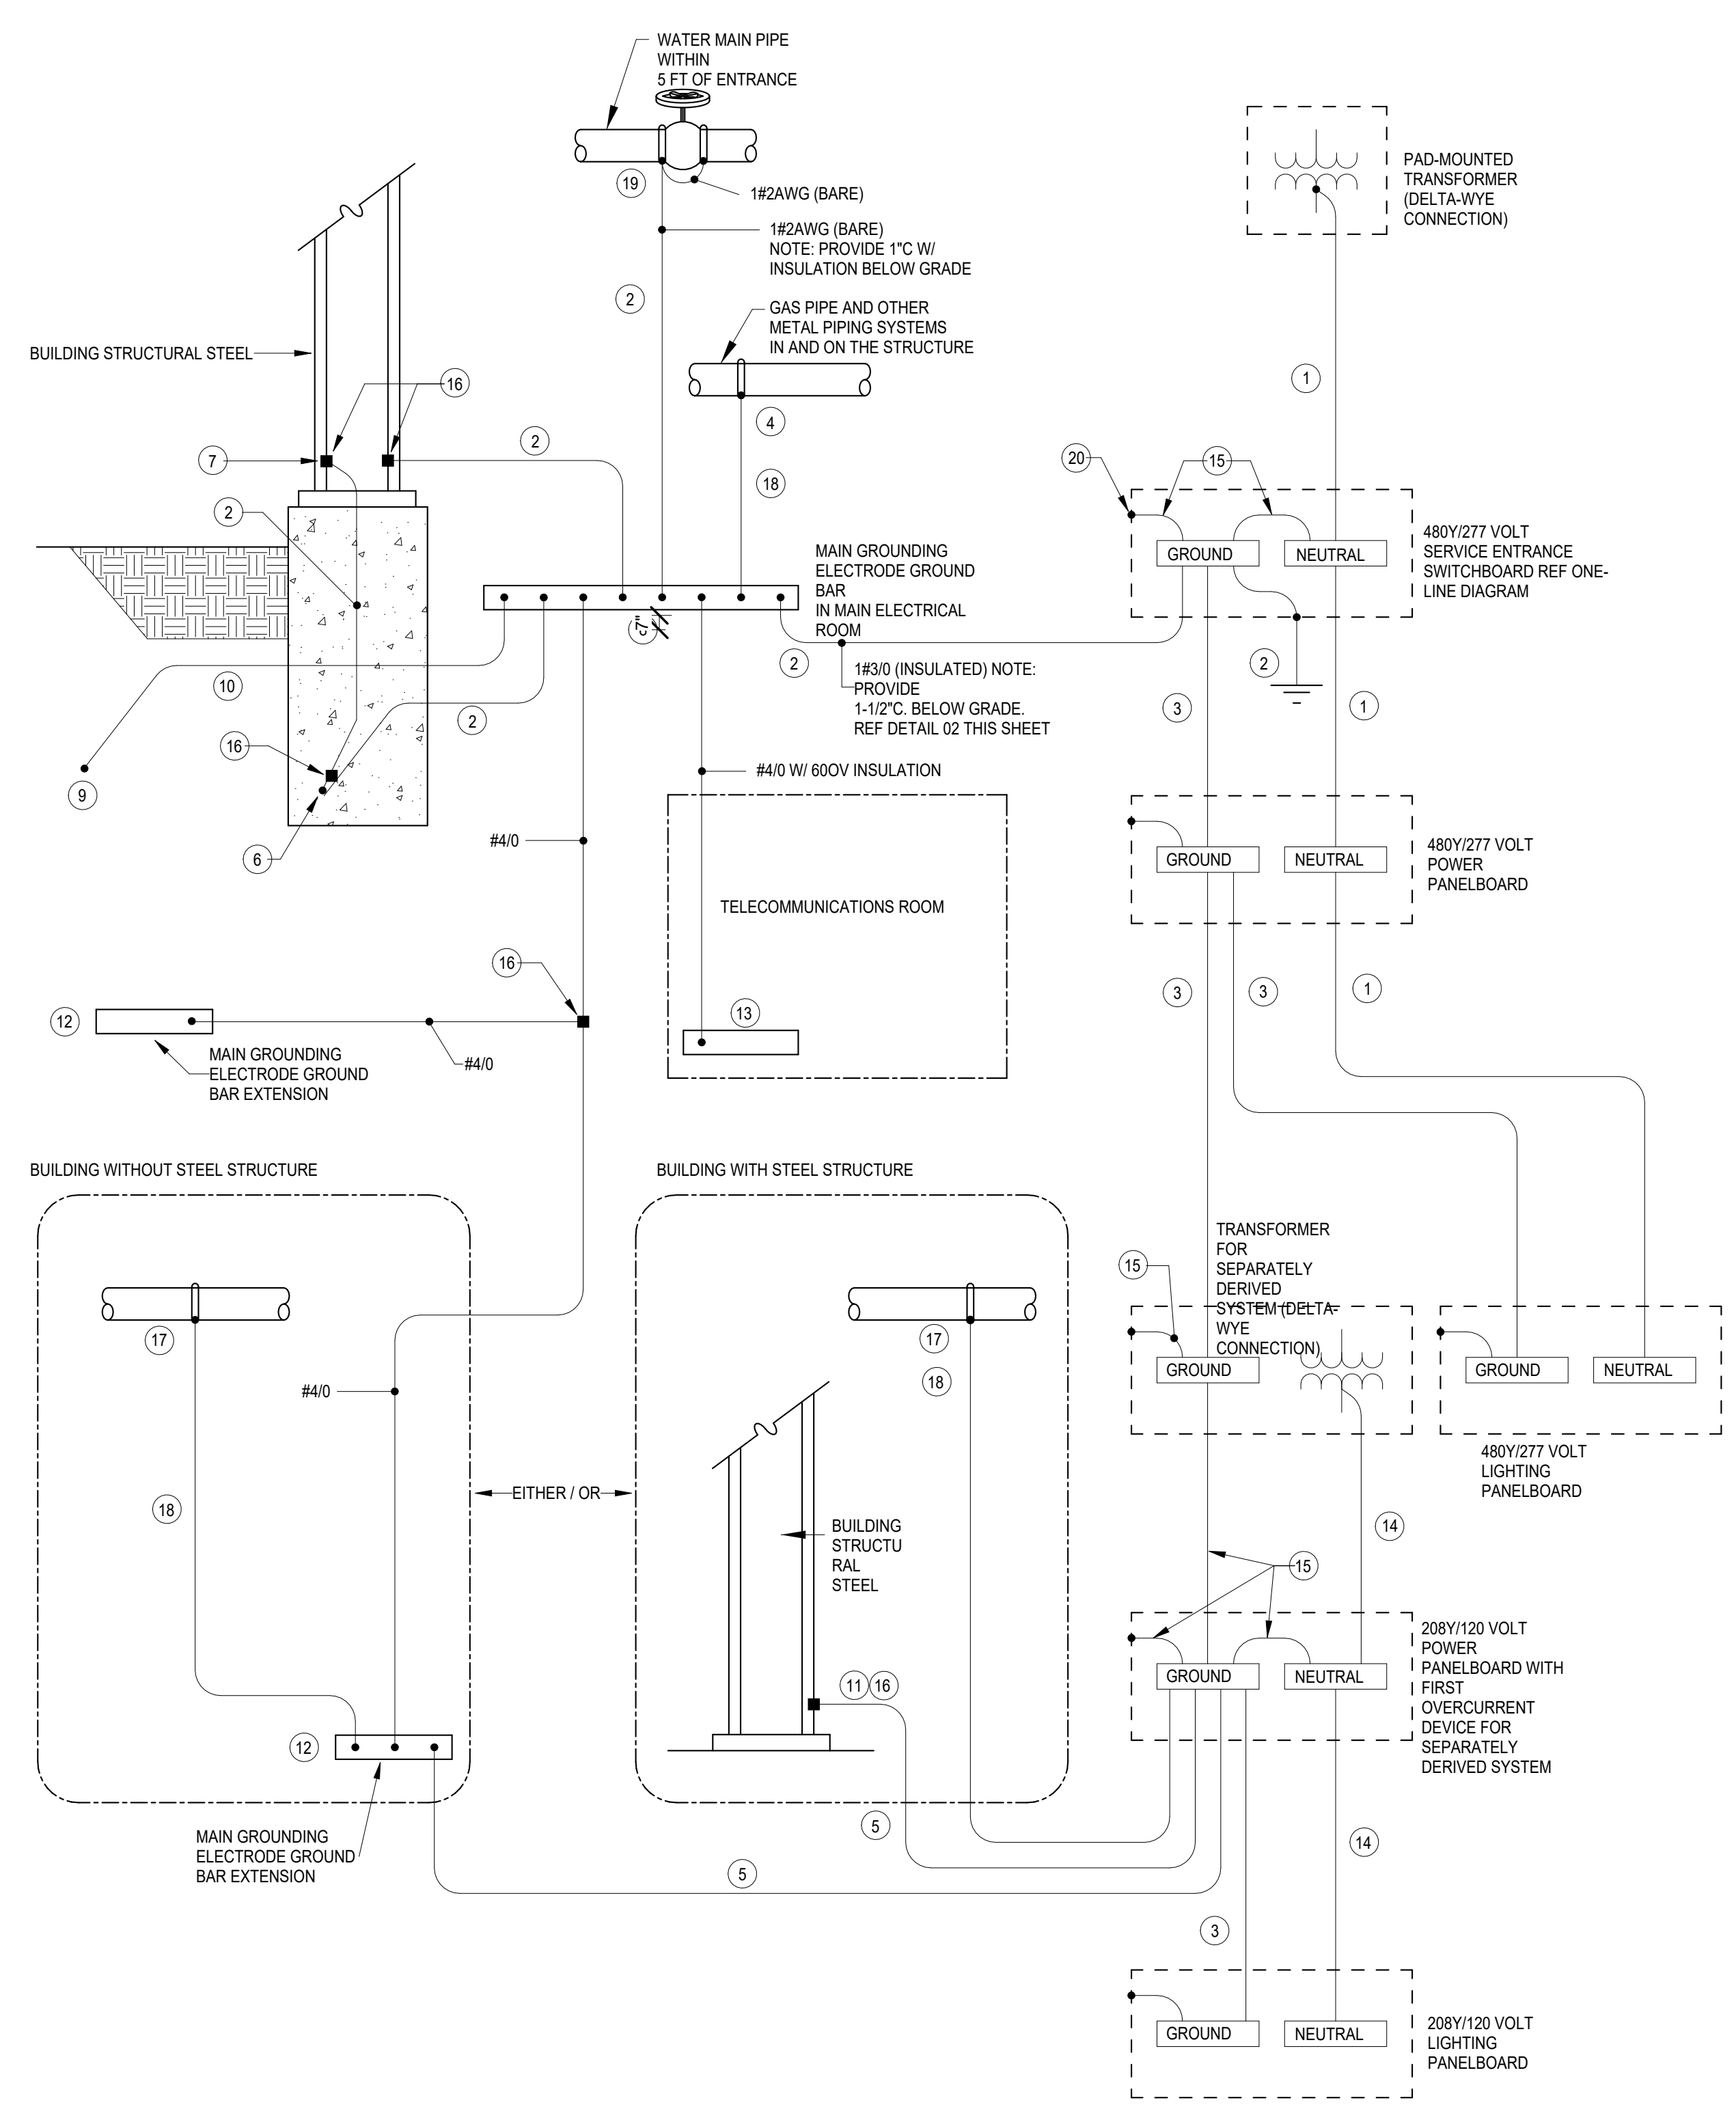 WATER MAIN PIPE
WITHIN
5 FT OF ENTRANCE
19
1#2AWG (BARE)
1#2AWG (BARE)
NOTE: PROVIDE 1"C W/
INSULATION BELOW GRADE
2
GAS PIPE AND OTHER
METAL PIPING SYSTEMS
IN AND ON THE STRUCTURE
4
18
PAD-MOUNTED
TRANSFORMER
(DELTA-WYE
CONNECTION)
1
BUILDING STRUCTURAL STEEL
16
7
2
2
10
2
16
9
6
MAIN GROUNDING
ELECTRODE GROUND
BAR
IN MAIN ELECTRICAL
ROOM
2
1#3/0 (INSULATED) NOTE:
PROVIDE
1-1/2"C. BELOW GRADE.
REF DETAIL 02 THIS SHEET
20
15
GROUND
NEUTRAL
480Y/277 VOLT
SERVICE ENTRANCE
SWITCHBOARD REF ONE-
LINE DIAGRAM
2
3
1
#4/0 W/ 60OV INSULATION
#4/0
TELECOMMUNICATIONS ROOM
13
GROUND
NEUTRAL
480Y/277 VOLT
POWER
PANELBOARD
3
3
1
16
12
#4/0
MAIN GROUNDING
ELECTRODE GROUND
BAR EXTENSION
BUILDING WITHOUT STEEL STRUCTURE
17
#4/0
18
12
MAIN GROUNDING
ELECTRODE GROUND
BAR EXTENSION
EITHER / OR
BUILDING WITH STEEL STRUCTURE
17
18
BUILDING
STRUCTU
RAL
STEEL
11
16
5
5
TRANSFORMER
FOR
SEPARATELY
DERIVED
SYSTEM (DELTA-
WYE
CONNECTION)
15
GROUND
GROUND
NEUTRAL
480Y/277 VOLT
LIGHTING
PANELBOARD
14
15
GROUND
NEUTRAL
208Y/120 VOLT
POWER
PANELBOARD WITH
FIRST
OVERCURRENT
DEVICE FOR
SEPARATELY
DERIVED SYSTEM
14
3
GROUND
NEUTRAL
208Y/120 VOLT
LIGHTING
PANELBOARD